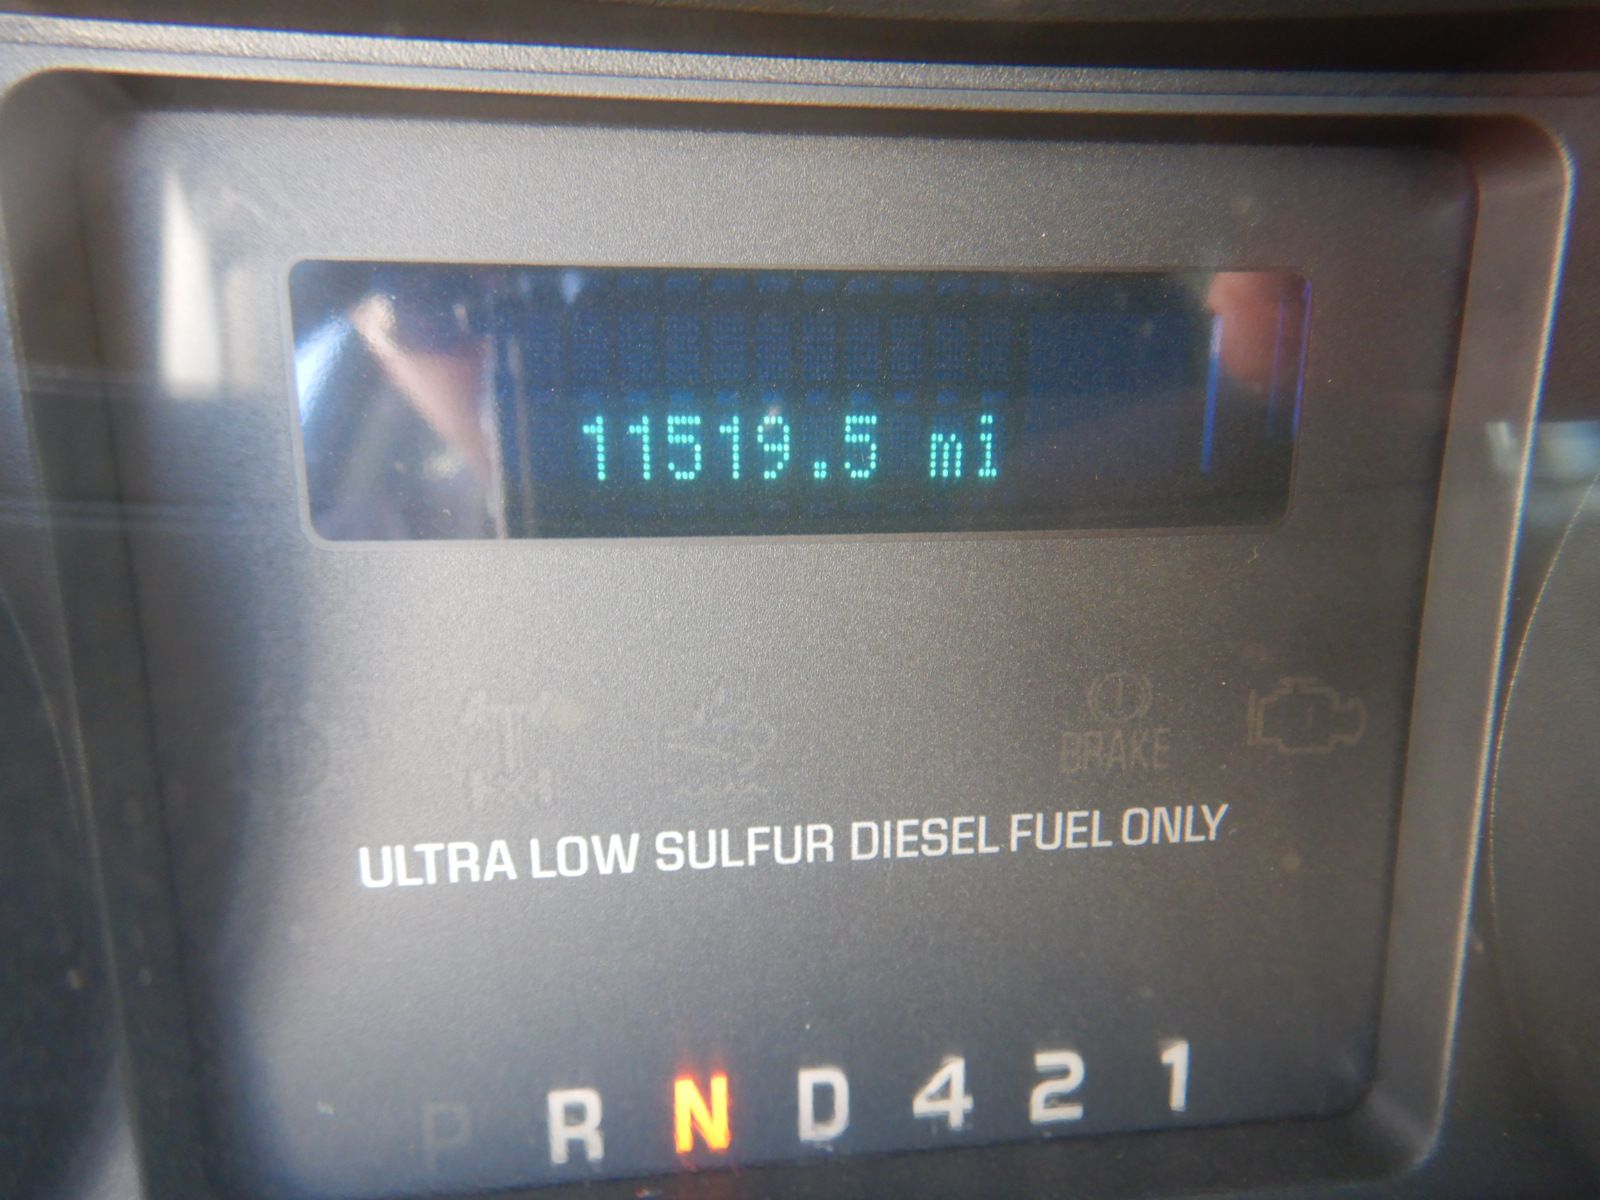 11519.5 mi
BRAKE
ULTRA LOW SULFUR DIESEL FUEL ONLY
P R N D 4 2 1